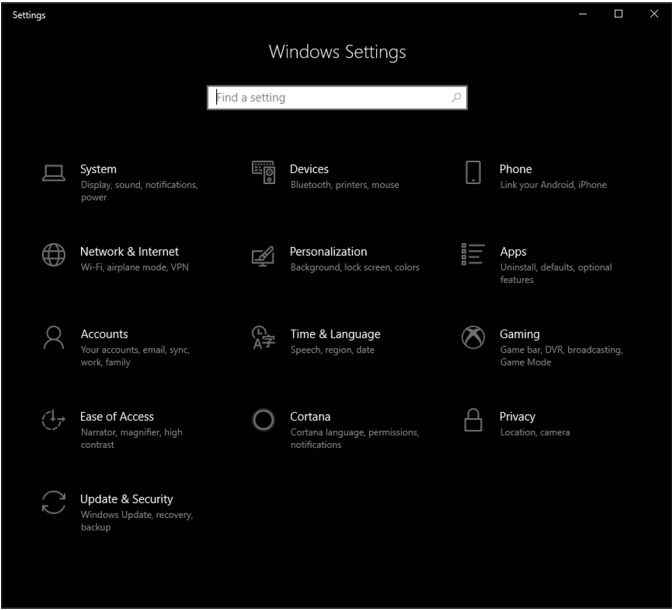 Settings
Windows Settings
Find a setting
System
Display, sound, notifications,
power
Devices
Bluetooth, printers, mouse
Phone
Link your Android, iPhone
Network & Internet
Wi-Fi, airplane mode, VPN
Personalization
Background, lock screen, colors
Apps
Uninstall, defaults, optional
features
Accounts
Your accounts, email, sync,
work, family
Time & Language
Speech, region, date
Gaming
Game bar, DVR, broadcasting,
Game Mode
Ease of Access
Narrator, magnifier, high
contrast
Cortana
Cortana language, permissions,
notifications
Privacy
Location, camera
Update & Security
Windows Update, recovery,
backup